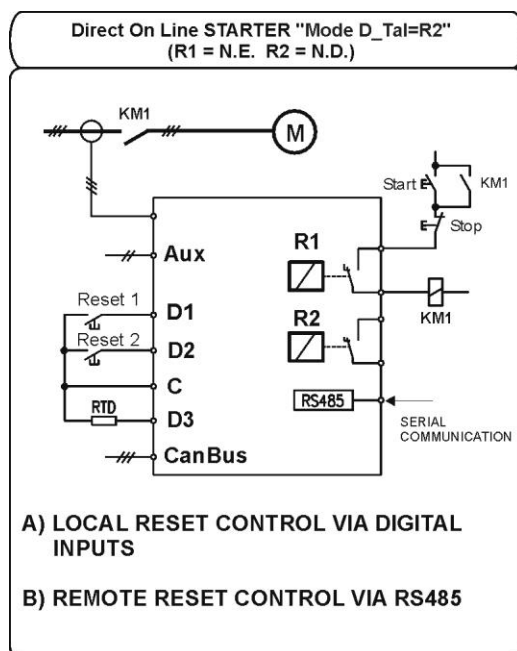 Direct On Line STARTER "Mode D_Tal=R2"
(R1 = N.E. R2 = N.D.)
KM1
M
Start
KM1
Stop
Aux
R1
Reset 1
D1
KM1
Reset 2
D2
R2
C
RTD
D3
RS485
SERIAL
COMMUNICATION
CanBus
A) LOCAL RESET CONTROL VIA DIGITAL
INPUTS
B) REMOTE RESET CONTROL VIA RS485